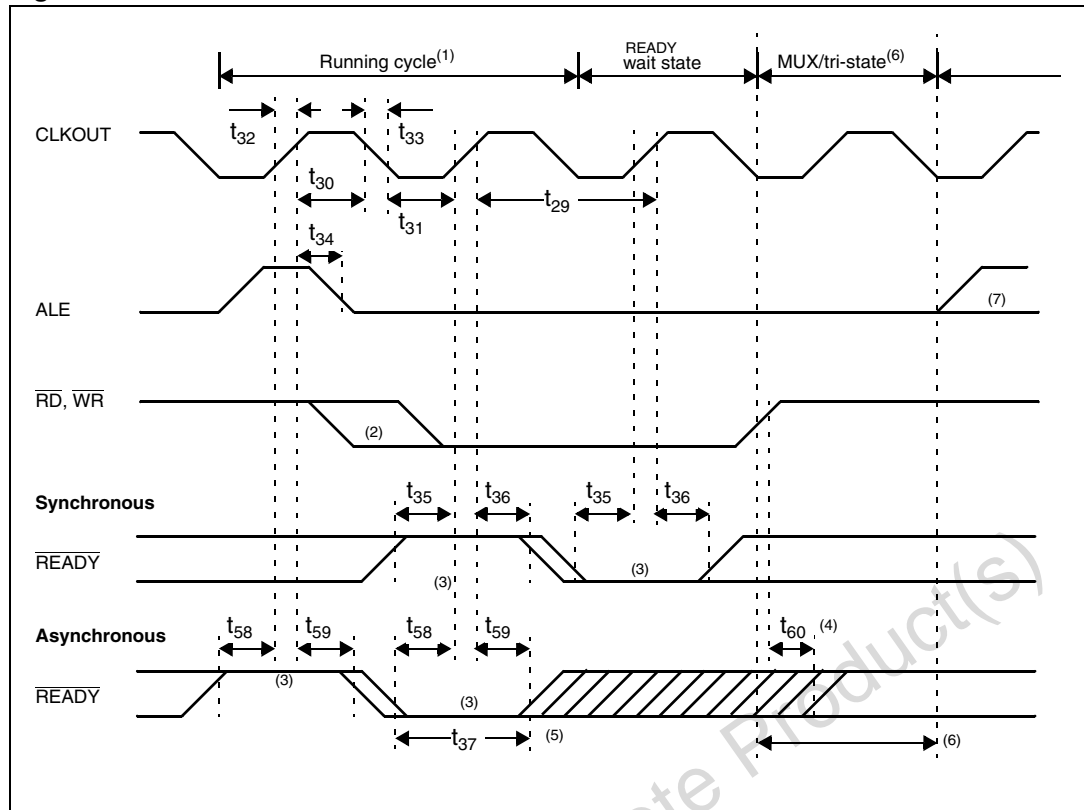 Running cycle(1)
READY
wait state
MUX/tri-state(6)
CLKOUT
t32
t33
t30
t31
t29
t34
ALE
(7)
RD, WR
(2)
Synchronous
t35
t36
t35
t36
READY
(3)
(3)
Asynchronous
t58
t59
t58
t59
t60
(4)
READY
(3)
(3)
t37
(5)
(6)
ete Product(s)